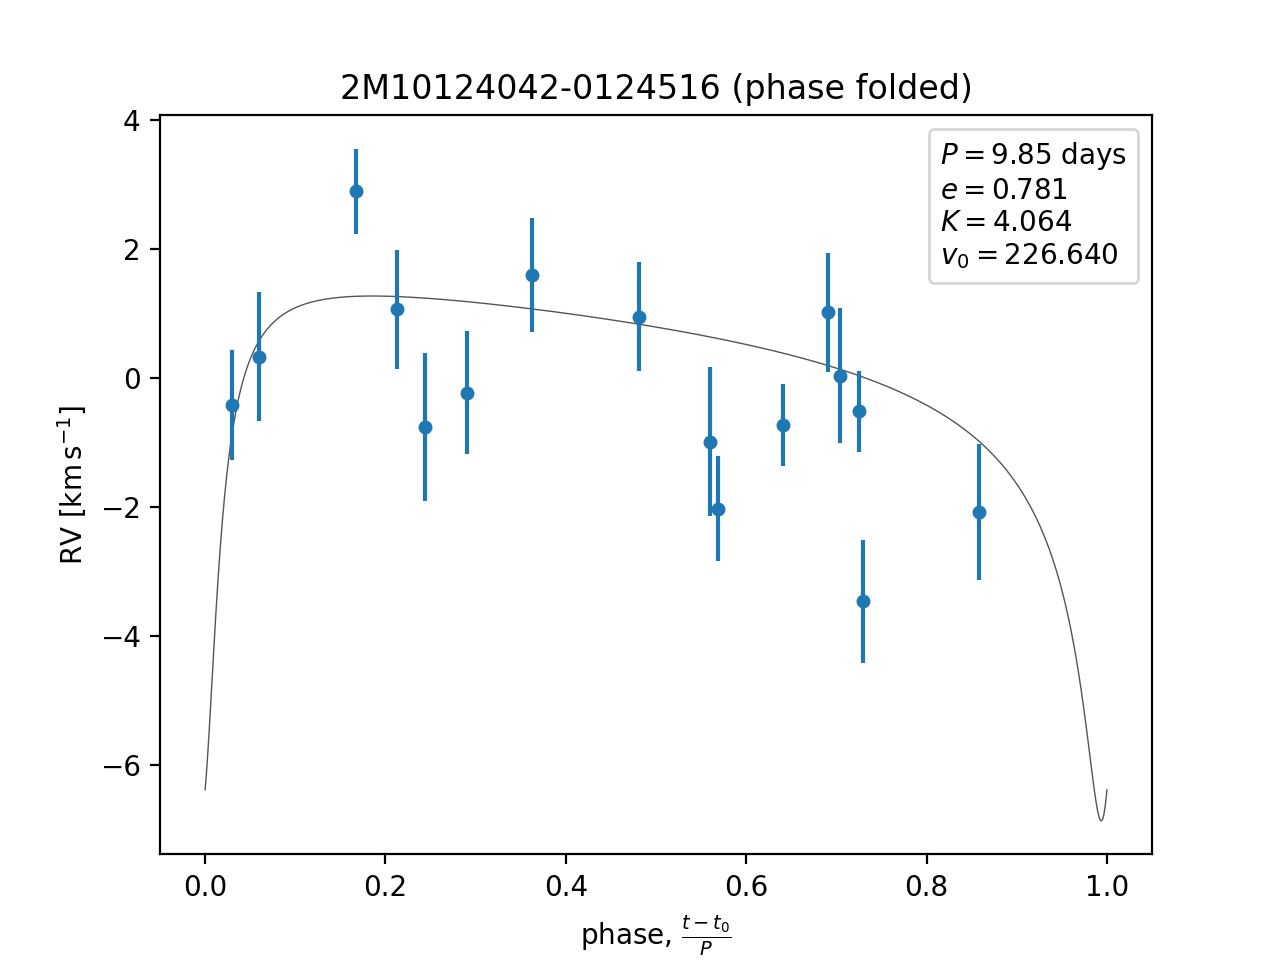 2M10124042-0124516 (phase folded)
P = 9.85 days
e = 0.781
K = 4.064
v₀ = 226.640
4
2
0
−2
−4
−6
RV [km s⁻¹]
0.0 0.2 0.4 0.6 0.8 1.0
phase, (t − t₀)/P